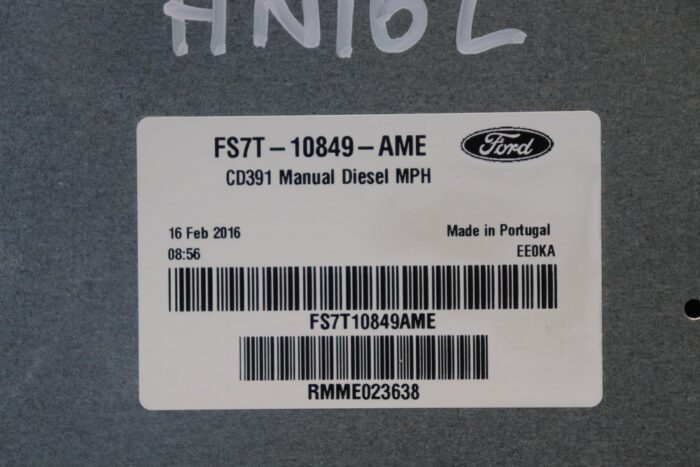 HN16L
FS7T-10849-AME Ford
CD391 Manual Diesel MPH
16 Feb 2016 Made in Portugal
08:56 EE0KA
FS7T10849AME
RMME023638